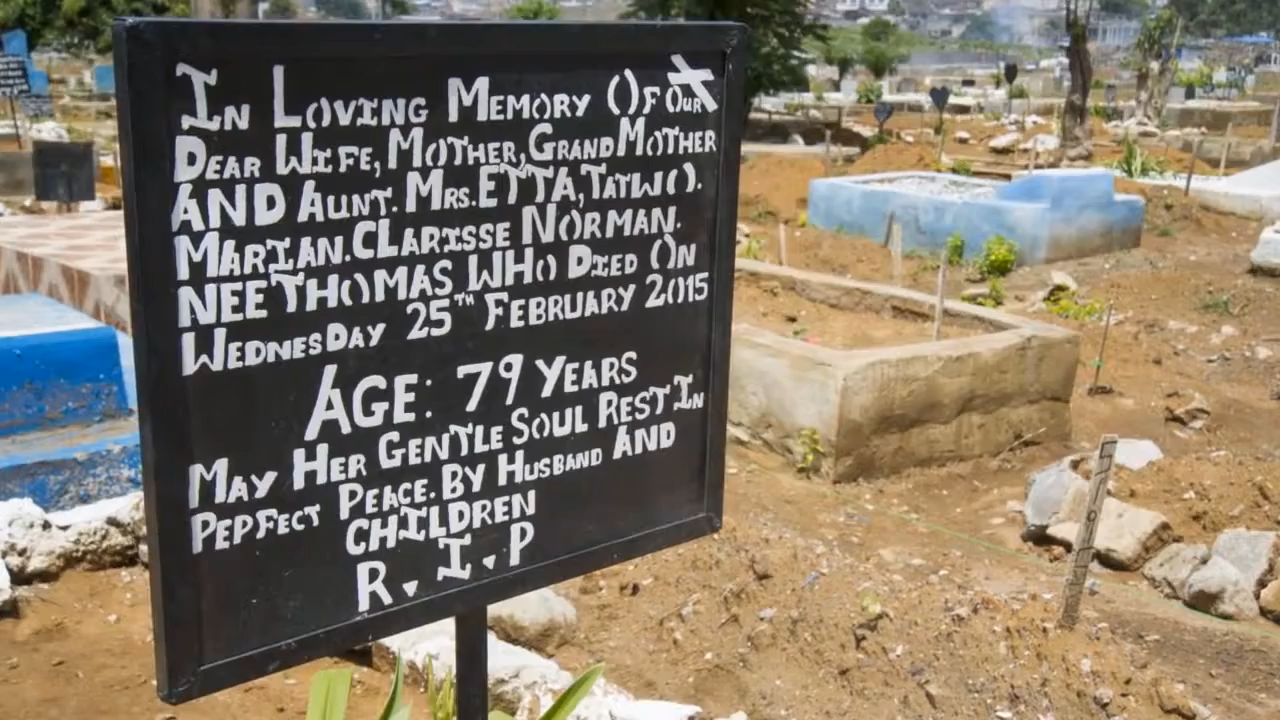 IN LOVING MEMORY OF OUR
DEAR WIFE, MOTHER, GRAND MOTHER
AND AUNT. MRS. ETTA, TATWO.
MARIAN. CLARISSE NORMAN.
NEE THOMAS WHO DIED ON
WEDNESDAY 25TH FEBRUARY 2015
AGE: 79 YEARS
MAY HER GENTLE SOUL REST IN
PEPFECT PEACE. BY HUSBAND AND
CHILDREN
R. I. P